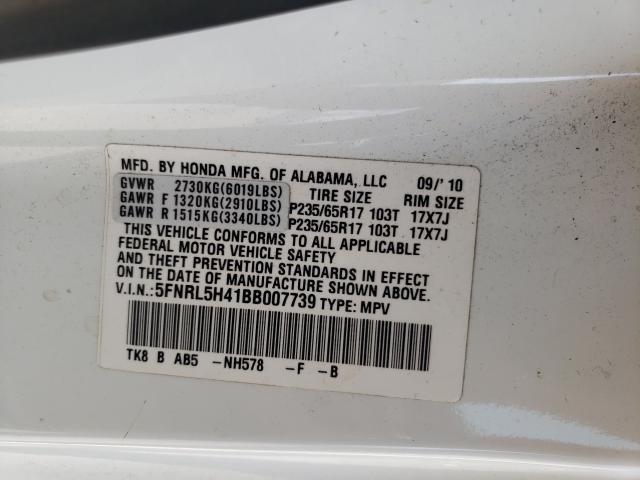 MFD. BY HONDA MFG. OF ALABAMA, LLC 09/'10
GVWR 2730KG(6019LBS) TIRE SIZE RIM SIZE
GAWR F 1320KG(2910LBS) P235/65R17 103T 17X7J
GAWR R 1515KG(3340LBS) P235/65R17 103T 17X7J
THIS VEHICLE CONFORMS TO ALL APPLICABLE
FEDERAL MOTOR VEHICLE SAFETY
AND THEFT PREVENTION STANDARDS IN EFFECT
ON THE DATE OF MANUFACTURE SHOWN ABOVE.
V.I.N.:5FNRL5H41BB007739 TYPE: MPV
TK8 B AB5 -NH578 -F -B